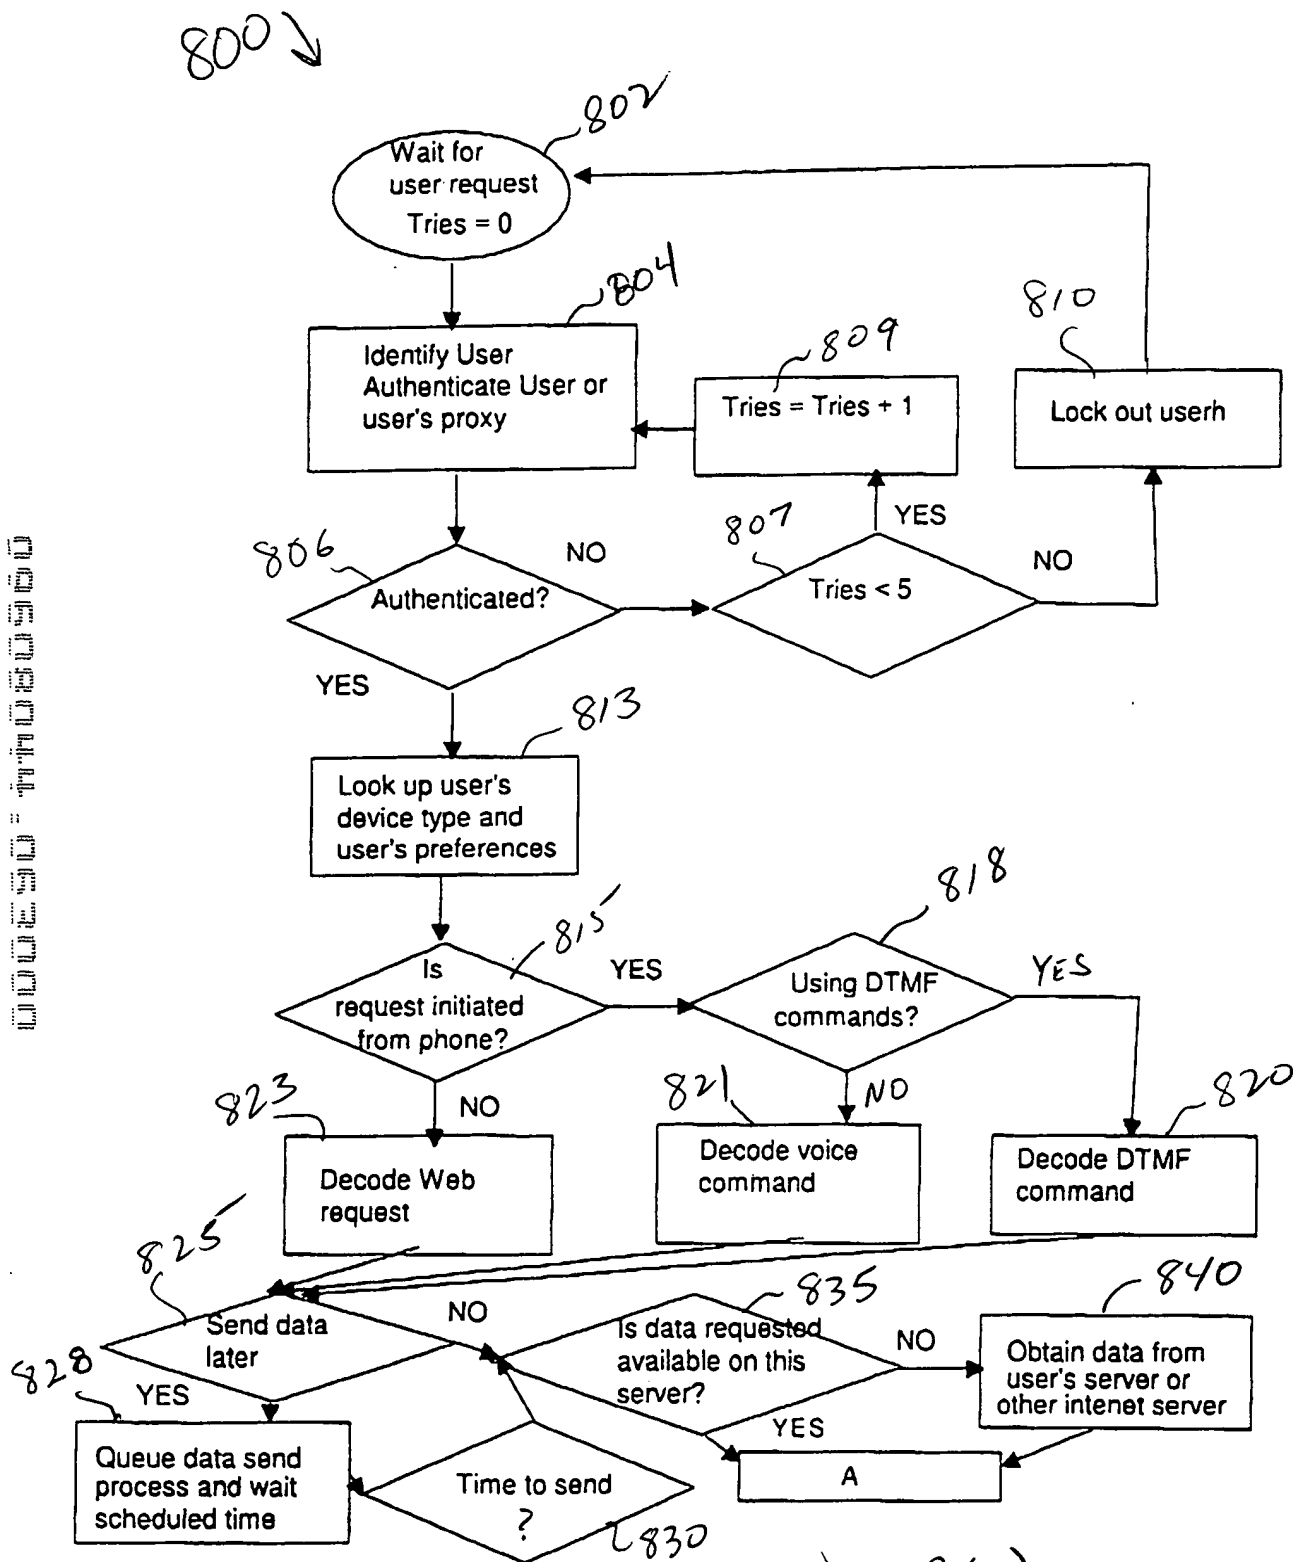 800
802
Wait for
user request
Tries = 0
804
Identify User
Authenticate User or
user's proxy
809
Tries = Tries + 1
810
Lock out userh
806
Authenticated?
NO
807
Tries < 5
YES
NO
YES
813
Look up user's
device type and
user's preferences
815
Is
request initiated
from phone?
YES
818
Using DTMF
commands?
YES
NO
823
Decode Web
request
821
NO
Decode voice
command
820
Decode DTMF
command
825
Send data
later
NO
835
Is data requested
available on this
server?
NO
840
Obtain data from
user's server or
other intenet server
828
YES
Queue data send
process and wait
scheduled time
Time to send
?
830
YES
A